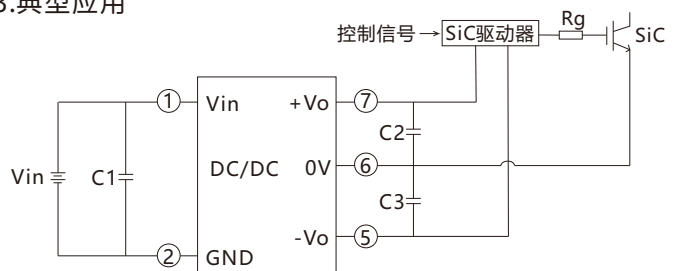 3.典型应用
控制信号 SiC驱动器 Rg SiC
① Vin +Vo ⑦
C2
Vin C1 DC/DC 0V ⑥
C3
-Vo ⑤
② GND